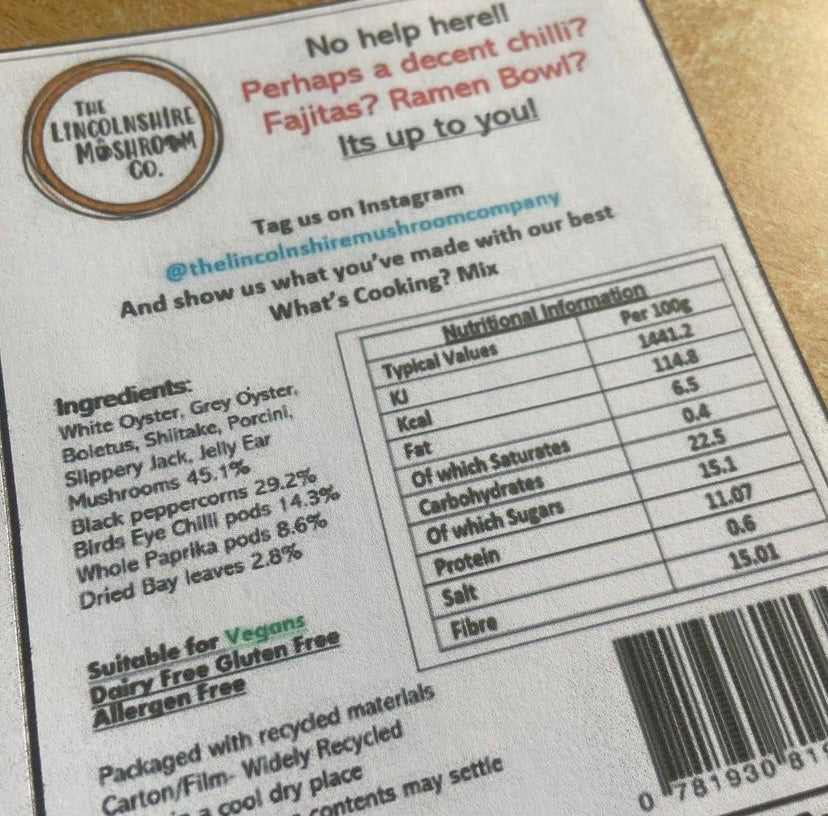 THE
LINCOLNSHIRE
MUSHROOM
CO.
No help here!!
Perhaps a decent chilli?
Fajitas? Ramen Bowl?
Its up to you!
Tag us on Instagram
@thelincolnshiremushroomcompany
And show us what you've made with our best
What's Cooking? Mix
Ingredients:
White Oyster, Grey Oyster,
Boletus, Shiitake, Porcini,
Slippery Jack, Jelly Ear
Mushrooms 45.1%
Black peppercorns 29.2%
Birds Eye Chilli pods 14.3%
Whole Paprika pods 8.6%
Dried Bay leaves 2.8%
Suitable for Vegans
Dairy Free Gluten Free
Allergen Free
Packaged with recycled materials
Carton/Film- Widely Recycled
a cool dry place
contents may settle
Nutritional Information
Typical Values Per 100g
KJ 1441.2
Kcal 114.8
Fat 6.5
Of which Saturates 0.4
Carbohydrates 22.5
Of which Sugars 15.1
Protein 11.07
Salt 0.6
Fibre 15.01
0 781930 811